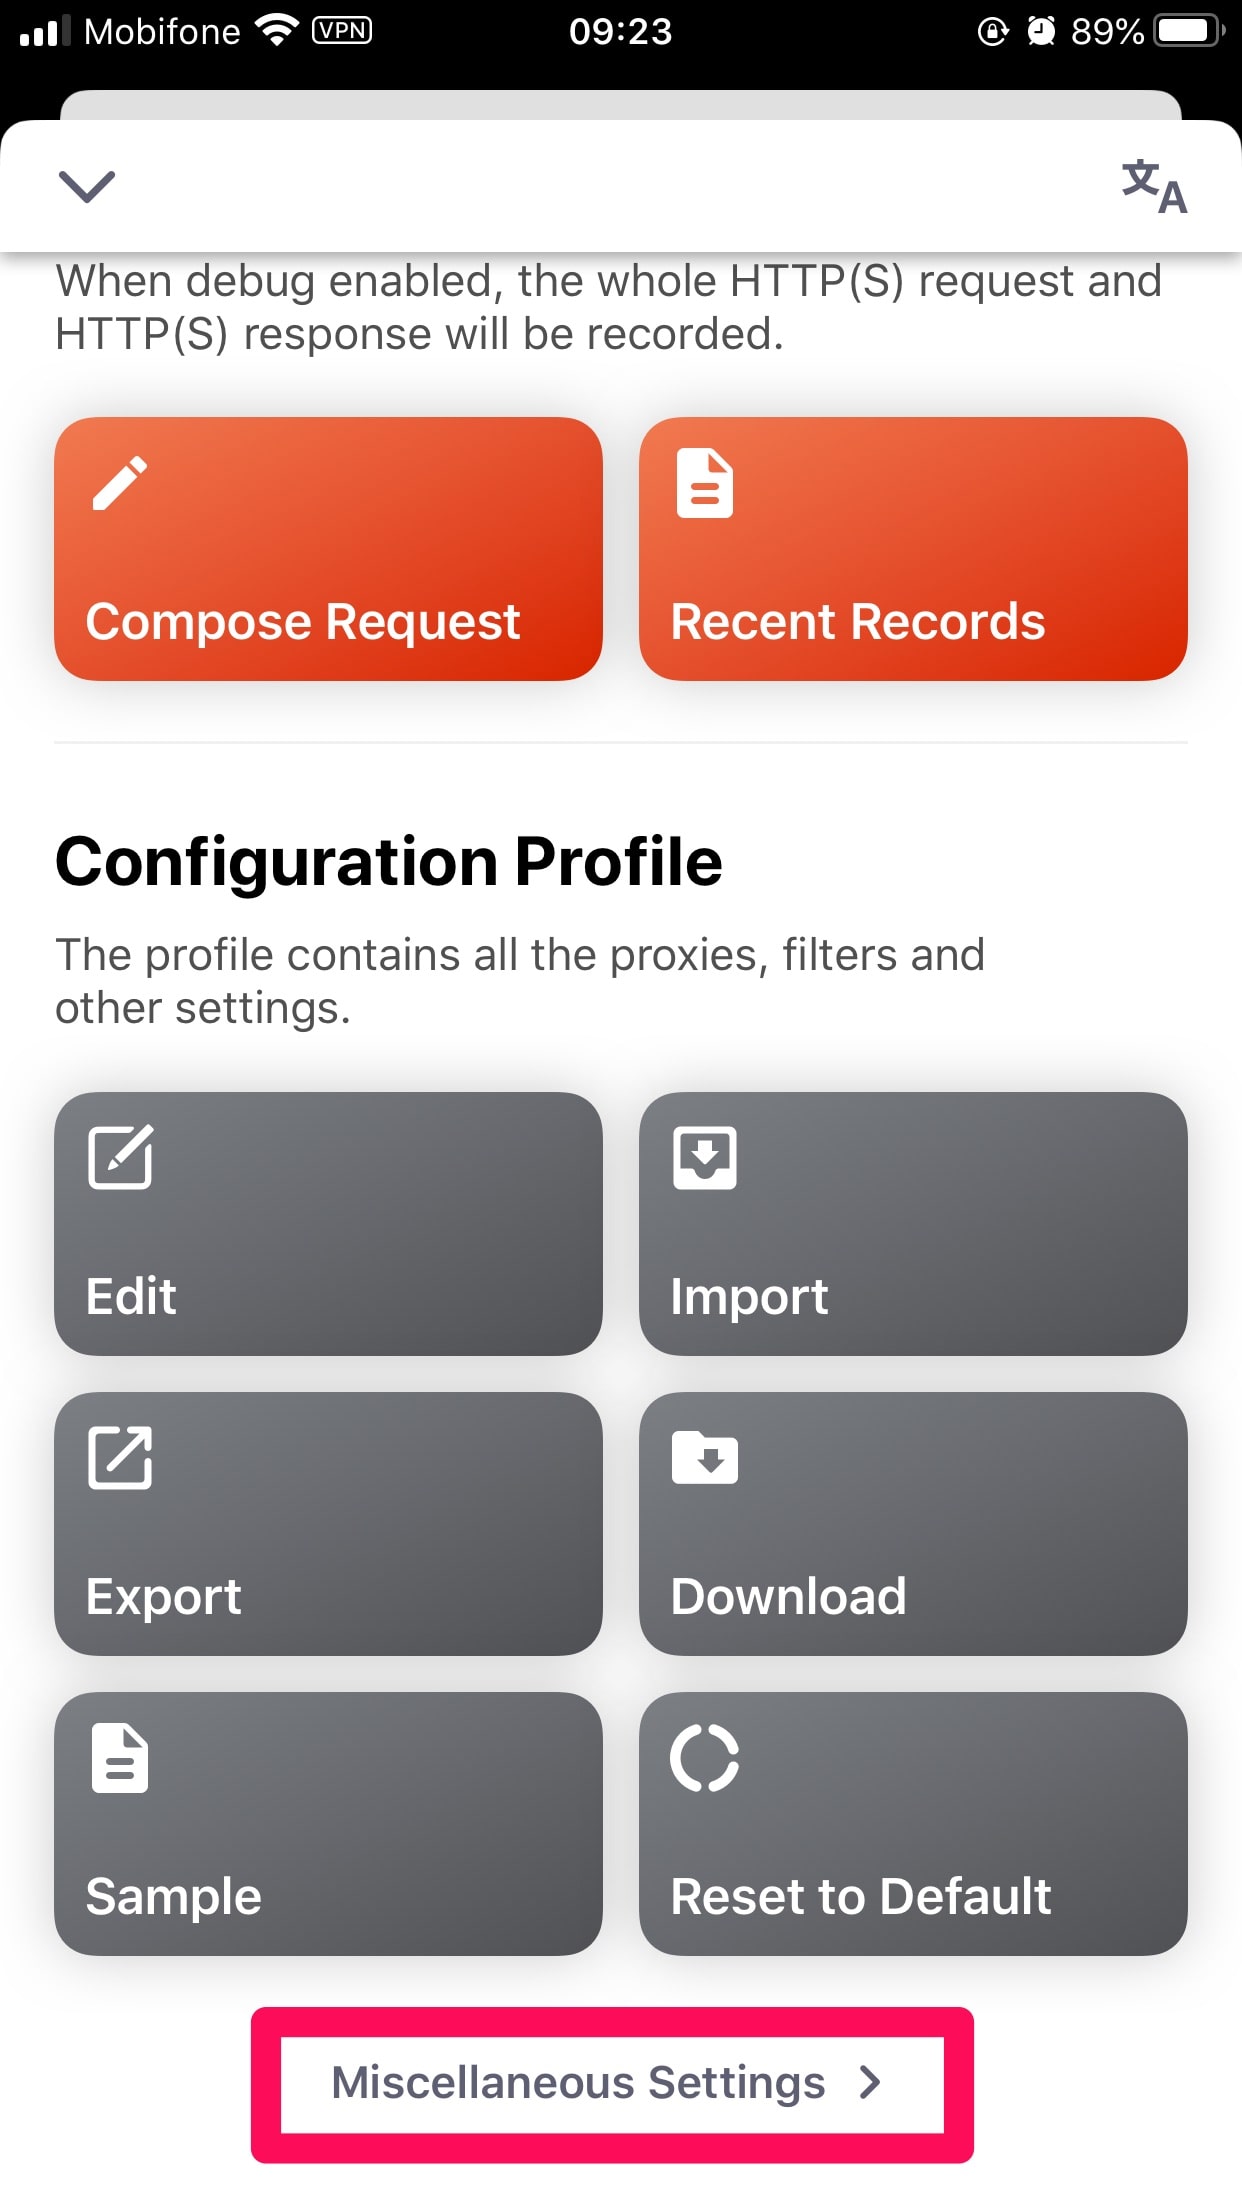 Mobifone VPN 09:23 89%
文A
When debug enabled, the whole HTTP(S) request and
HTTP(S) response will be recorded.
Compose Request
Recent Records
Configuration Profile
The profile contains all the proxies, filters and
other settings.
Edit
Import
Export
Download
Sample
Reset to Default
Miscellaneous Settings